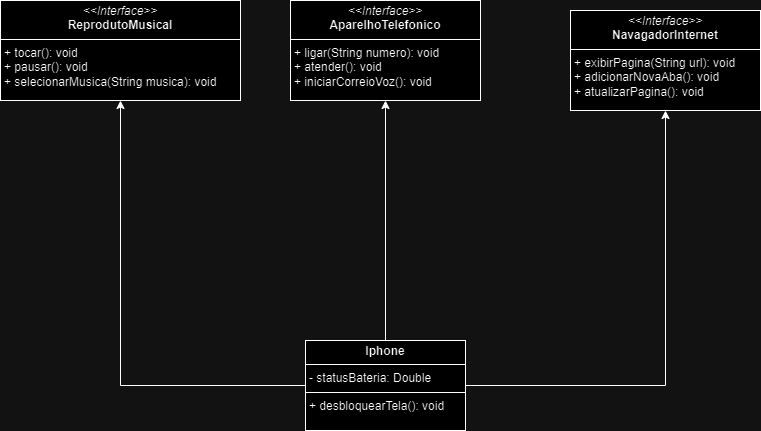 <<Interface>>
ReprodutoMusical
+ tocar(): void
+ pausar(): void
+ selecionarMusica(String musica): void
<<Interface>>
AparelhoTelefonico
+ ligar(String numero): void
+ atender(): void
+ iniciarCorreioVoz(): void
<<Interface>>
NavagadorInternet
+ exibirPagina(String url): void
+ adicionarNovaAba(): void
+ atualizarPagina(): void
Iphone
- statusBateria: Double
+ desbloquearTela(): void